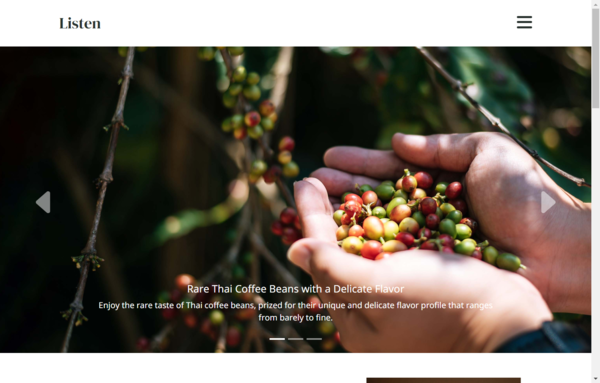 Listen
Rare Thai Coffee Beans with a Delicate Flavor
Enjoy the rare taste of Thai coffee beans, prized for their unique and delicate flavor profile that ranges
from barely to fine.